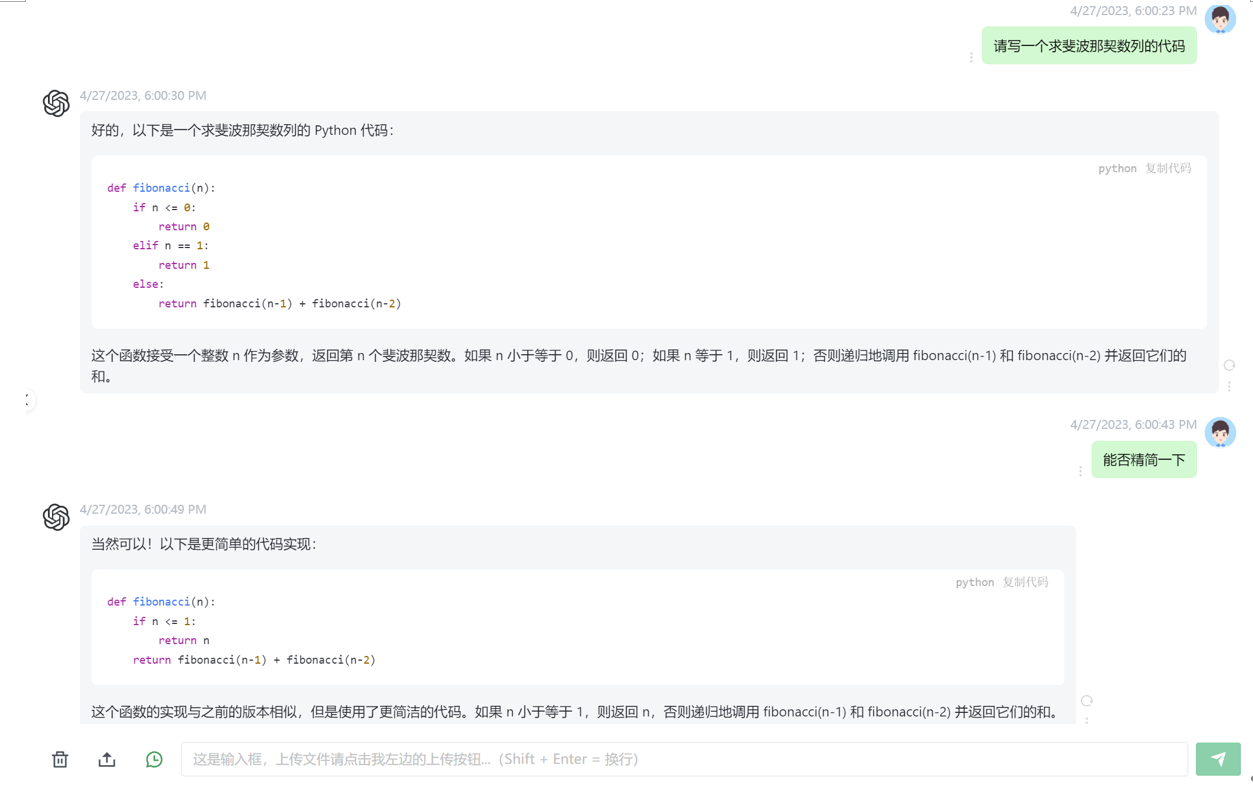 4/27/2023, 6:00:23 PM
请写一个求斐波那契数列的代码
4/27/2023, 6:00:30 PM
好的，以下是一个求斐波那契数列的 Python 代码：
python 复制代码
def fibonacci(n):
    if n <= 0:
        return 0
    elif n == 1:
        return 1
    else:
        return fibonacci(n-1) + fibonacci(n-2)
这个函数接受一个整数 n 作为参数，返回第 n 个斐波那契数。如果 n 小于等于 0，则返回 0；如果 n 等于 1，则返回 1；否则递归地调用 fibonacci(n-1) 和 fibonacci(n-2) 并返回它们的
和。
4/27/2023, 6:00:43 PM
能否精简一下
4/27/2023, 6:00:49 PM
当然可以！以下是更简单的代码实现：
python 复制代码
def fibonacci(n):
    if n <= 1:
        return n
    return fibonacci(n-1) + fibonacci(n-2)
这个函数的实现与之前的版本相似，但是使用了更简洁的代码。如果 n 小于等于 1，则返回 n，否则递归地调用 fibonacci(n-1) 和 fibonacci(n-2) 并返回它们的和。
这是输入框，上传文件请点击我左边的上传按钮...（Shift + Enter = 换行）